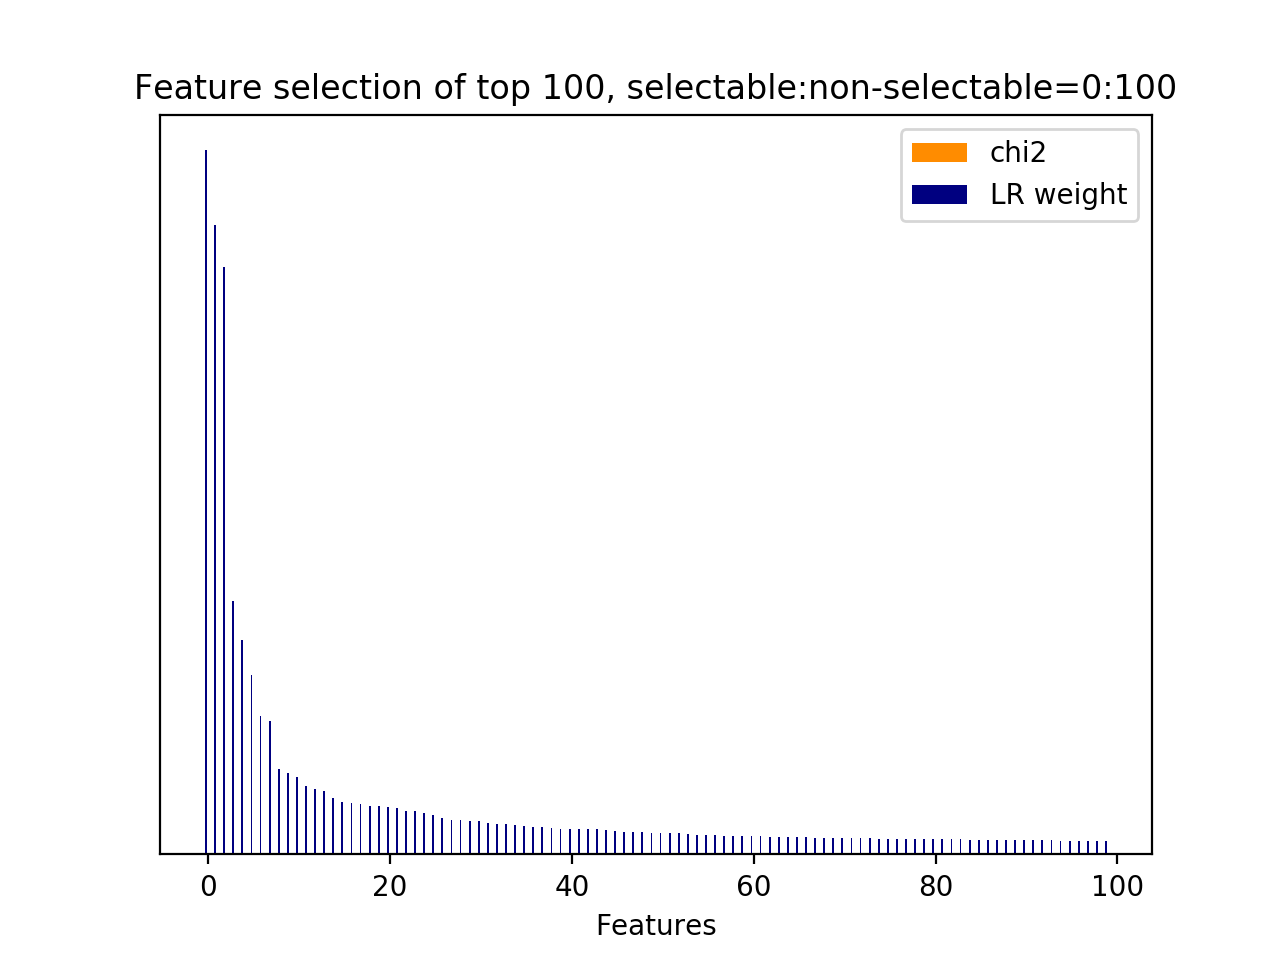 Feature selection of top 100, selectable:non-selectable=0:100
chi2
LR weight
0 20 40 60 80 100
Features